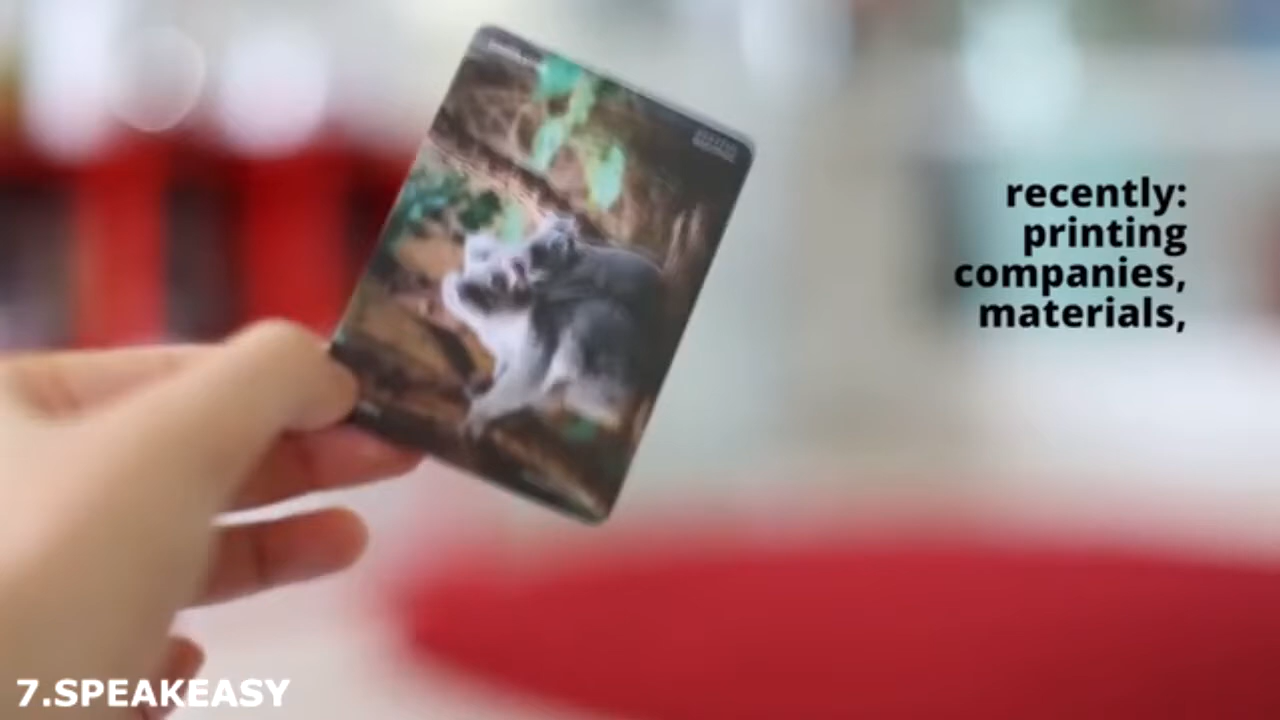 recently:
printing
companies,
materials,
7.SPEAKEASY